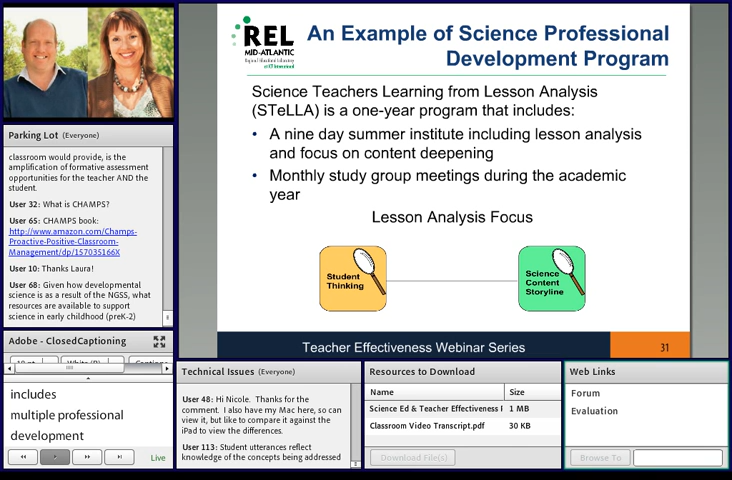 Parking Lot (Everyone)
classroom would provide, is the
amplification of formative assessment
opportunities for the teacher AND the
student.
User 32: What is CHAMPS?
User 65: CHAMPS book:
http://www.amazon.com/Champs-
Proactive-Positive-Classroom-
Management/dp/157035166X
User 10: Thanks Laura!
User 68: Given how developmental
science is as a result of the NGSS, what
resources are available to support
science in early childhood (preK-2)
Adobe - ClosedCaptioning
includes
multiple professional
development
Live
REL
MID-ATLANTIC
An Example of Science Professional
Development Program
Science Teachers Learning from Lesson Analysis
(STeLLA) is a one-year program that includes:
• A nine day summer institute including lesson analysis
and focus on content deepening
• Monthly study group meetings during the academic
year
Lesson Analysis Focus
Student
Thinking
Science
Content
Storyline
Teacher Effectiveness Webinar Series
31
Technical Issues (Everyone)
User 48: Hi Nicole. Thanks for the
comment. I also have my Mac here, so can
view it, but like to compare it against the
iPad to view the differences.
User 113: Student utterances reflect
knowledge of the concepts being addressed
Resources to Download
Name Size
Science Ed & Teacher Effectiveness 1 MB
Classroom Video Transcript.pdf 30 KB
Download File(s)
Web Links
Forum
Evaluation
Browse To